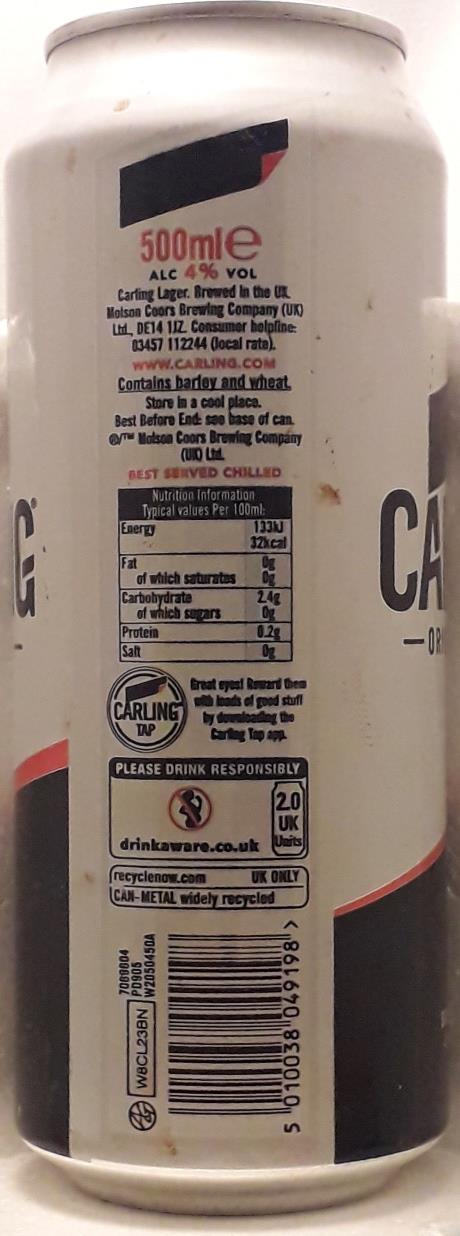 500ml e
ALC 4% VOL
Carling Lager. Brewed in the UK.
Molson Coors Brewing Company (UK)
Ltd., DE14 1JZ. Consumer helpline:
03457 112244 (local rate).
WWW.CARLING.COM
Contains barley and wheat.
Store in a cool place.
Best Before End: see base of can.
®/™ Molson Coors Brewing Company
(UK) Ltd.
BEST SERVED CHILLED
Nutrition Information
Typical values Per 100ml:
Energy 133kJ
32kcal
Fat 0g
of which saturates 0g
Carbohydrate 2.4g
of which sugars 0g
Protein 0.2g
Salt 0g
CARLING
TAP
Great eyes! Reward them
with loads of good stuff
by downloading the
Carling Tap app.
PLEASE DRINK RESPONSIBLY
2.0
UK
Units
drinkaware.co.uk
recyclenow.com UK ONLY
CAN-METAL widely recycled
7089804
PD905
W2050450A
W8CL23BN
5 010038 049198 >
G®
CA
OR